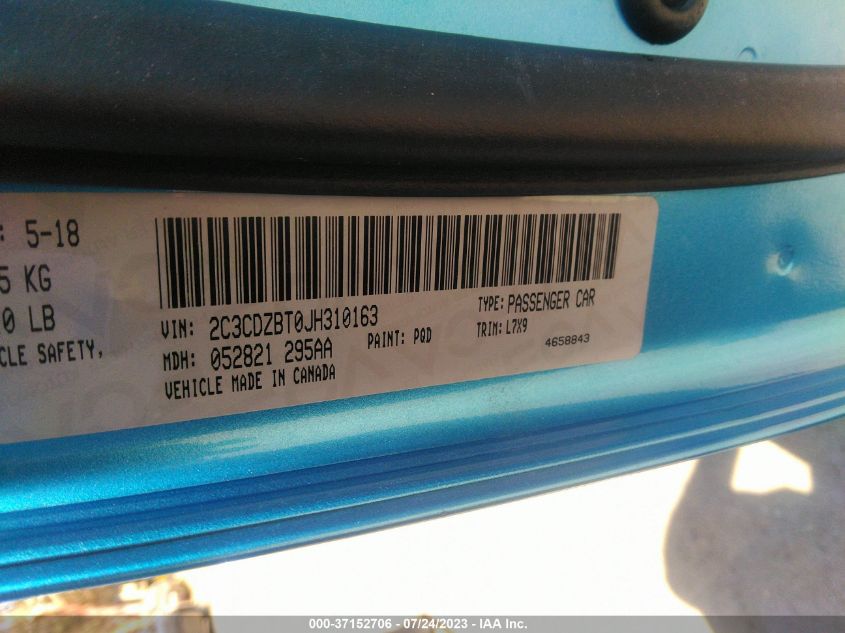 : 5-18
5 KG
0 LB
CLE SAFETY,
VIN: 2C3CDZBT0JH310163
TYPE: PASSENGER CAR
MDH: 052821 295AA
PAINT: PQD
TRIM: L7X9
VEHICLE MADE IN CANADA
4658843
000-37152706 - 07/24/2023 - IAA Inc.